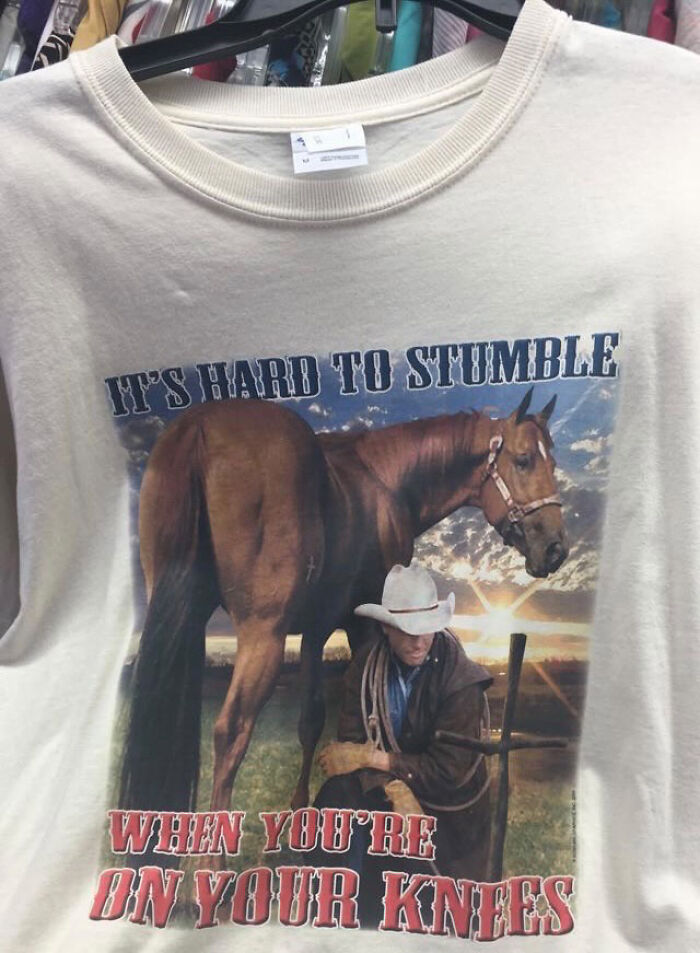 IT'S HARD TO STUMBLE
WHEN YOU'RE
ON YOUR KNEES